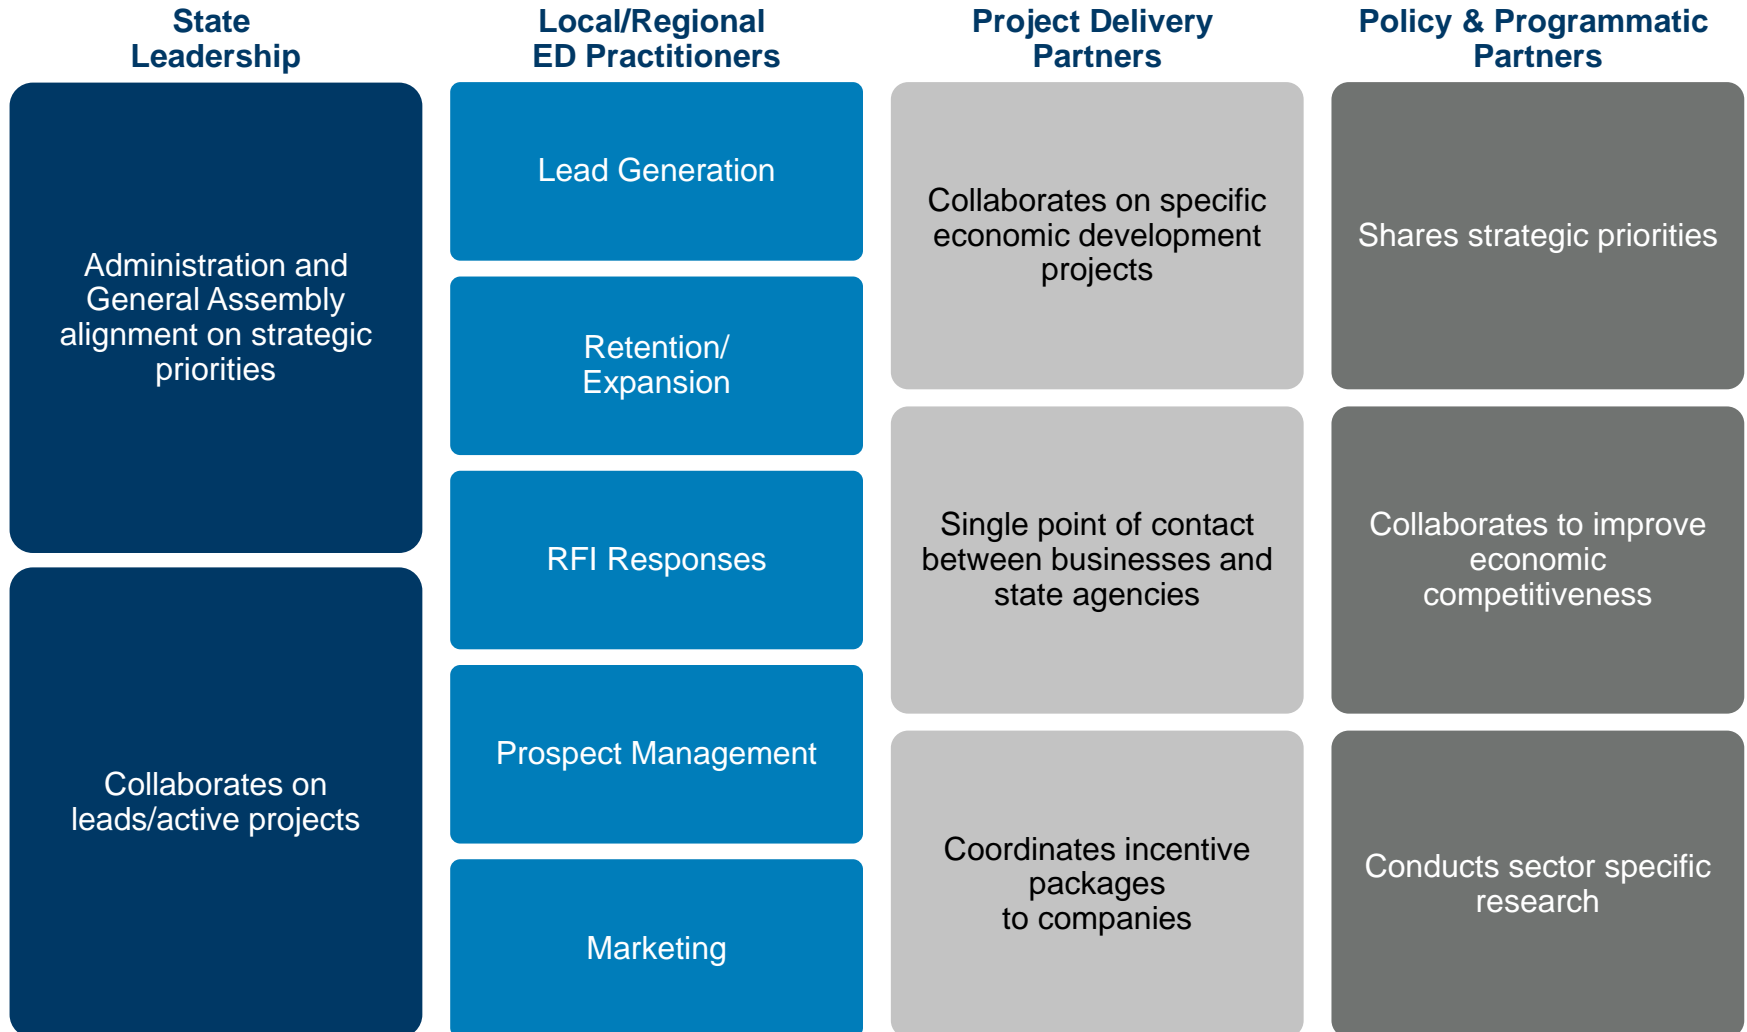 State
Leadership
Administration and
General Assembly
alignment on strategic
priorities
Collaborates on
leads/active projects
Local/Regional
ED Practitioners
Lead Generation
Retention/
Expansion
RFI Responses
Prospect Management
Marketing
Project Delivery
Partners
Collaborates on specific
economic development
projects
Single point of contact
between businesses and
state agencies
Coordinates incentive
packages
to companies
Policy & Programmatic
Partners
Shares strategic priorities
Collaborates to improve
economic
competitiveness
Conducts sector specific
research